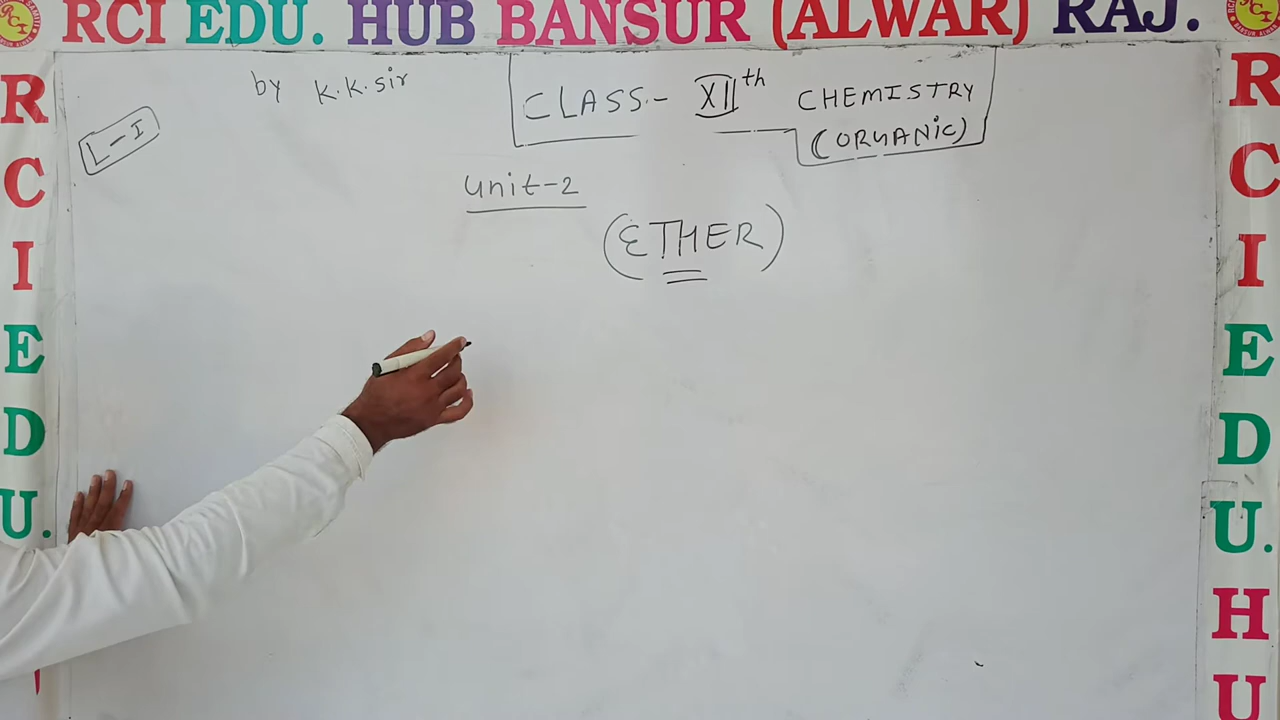 RCI EDU. HUB BANSUR (ALWAR) RAJ.
by K.K.Sir
CLASS:- XIIth CHEMISTRY
(ORGANiC)
L-I
Unit-2
(ETHER)
R
C
I
E
D
U.
R
C
I
E
D
U.
H
U